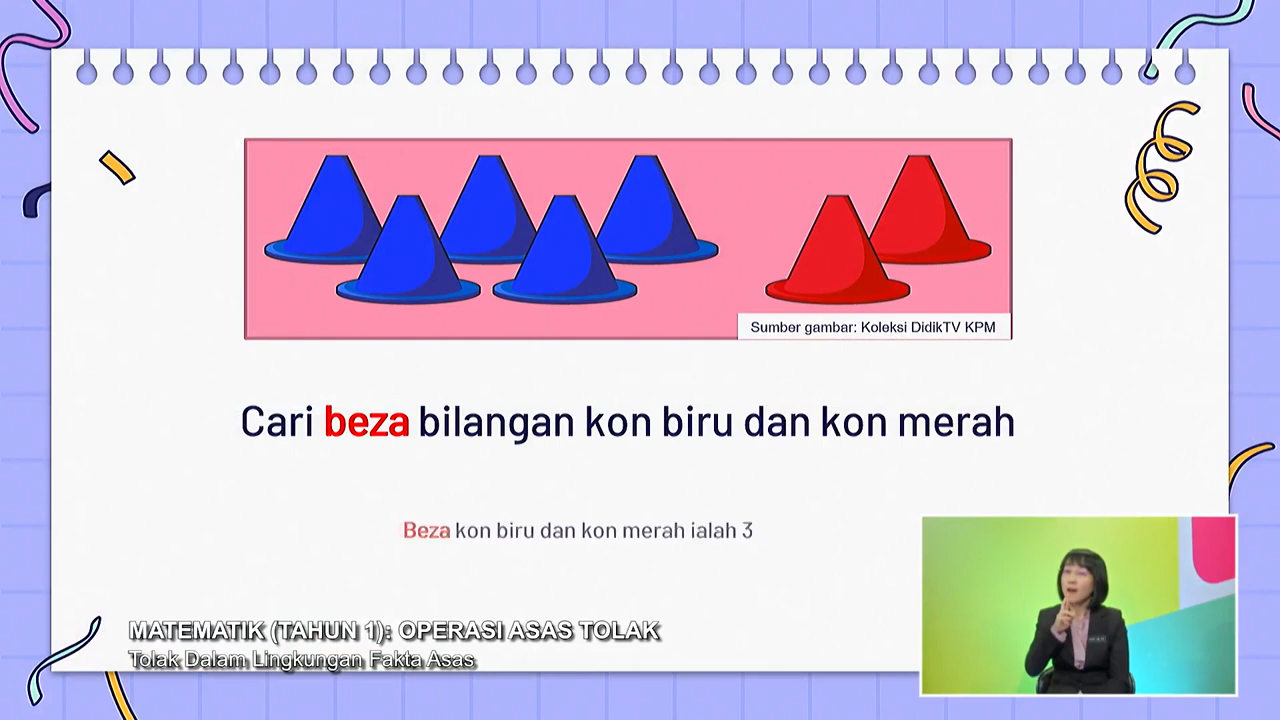 Sumber gambar: Koleksi DidikTV KPM
Cari beza bilangan kon biru dan kon merah
Beza kon biru dan kon merah ialah 3
MATEMATIK (TAHUN 1): OPERASI ASAS TOLAK
Tolak Dalam Lingkungan Fakta Asas